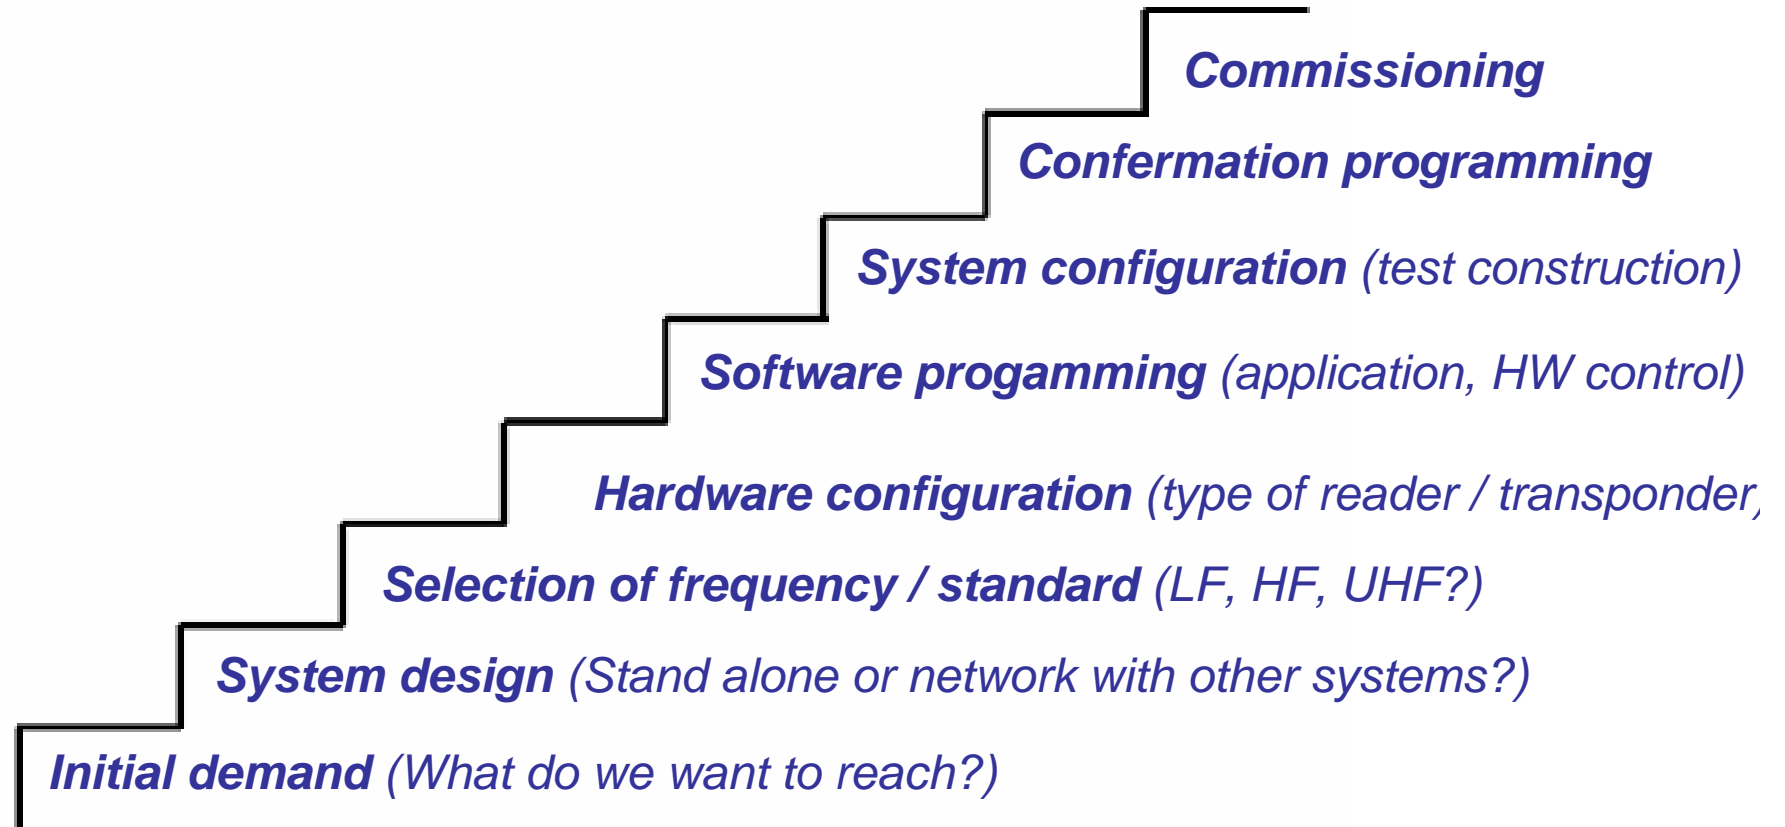 Commissioning
Confermation programming
System configuration (test construction)
Software progamming (application, HW control)
Hardware configuration (type of reader / transponder)
Selection of frequency / standard (LF, HF, UHF?)
System design (Stand alone or network with other systems?)
Initial demand (What do we want to reach?)